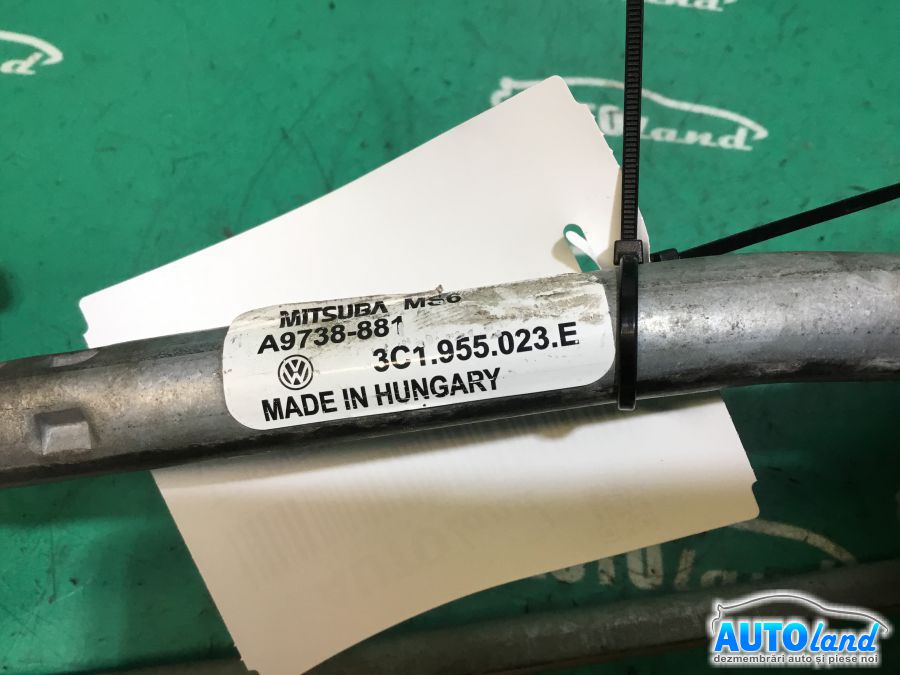 MITSUBA MS6
A9738-881
3C1.955.023.E
MADE IN HUNGARY
AUTOland
dezmembrări auto și piese noi